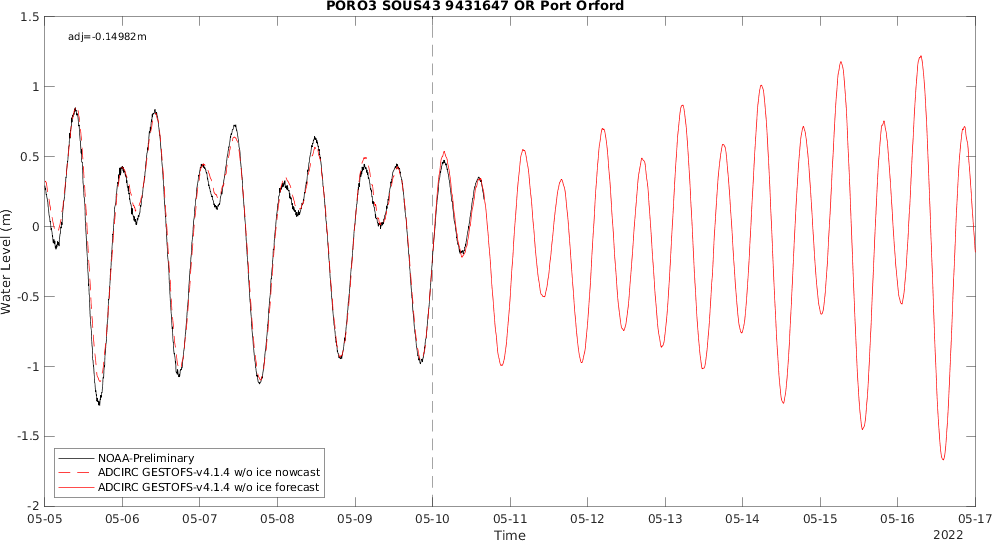 PORO3 SOUS43 9431647 OR Port Orford
adj=-0.14982m
Water Level (m)
1.5
1
0.5
0
-0.5
-1
-1.5
-2
NOAA-Preliminary
ADCIRC GESTOFS-v4.1.4 w/o ice nowcast
ADCIRC GESTOFS-v4.1.4 w/o ice forecast
05-05 05-06 05-07 05-08 05-09 05-10 05-11 05-12 05-13 05-14 05-15 05-16 05-17
Time
2022